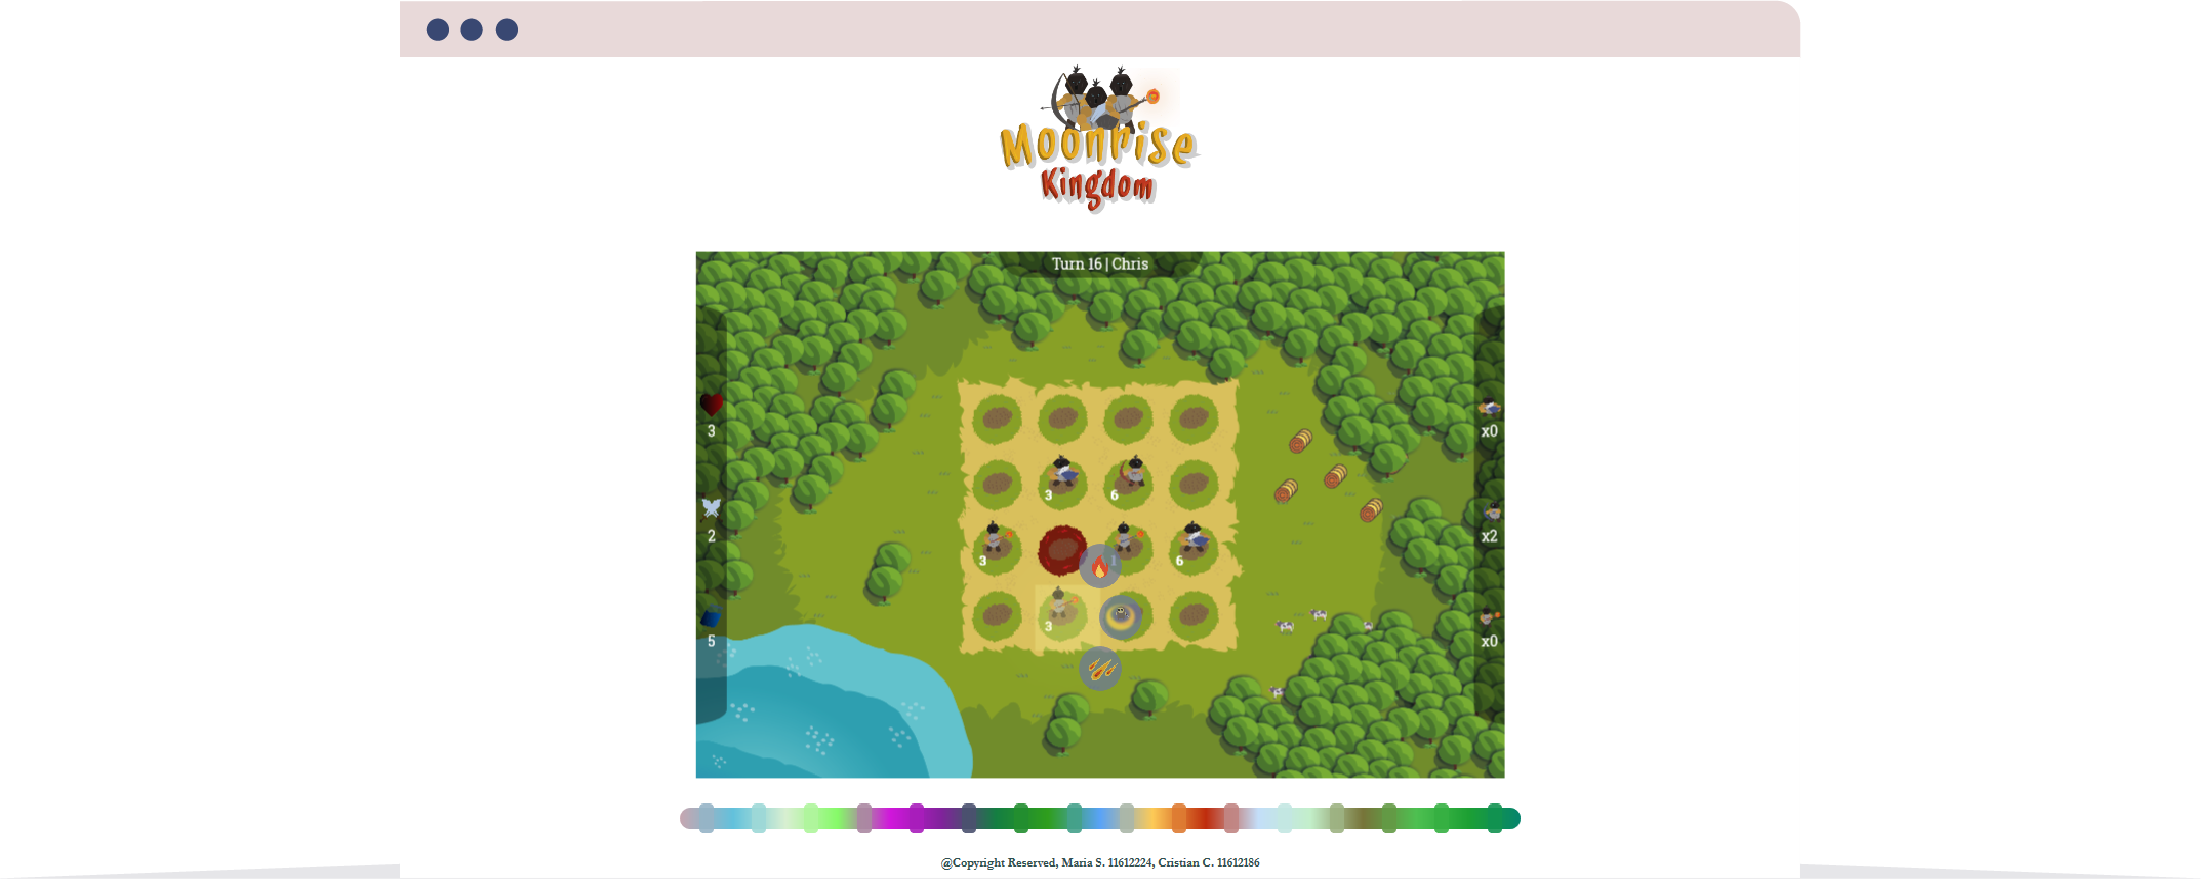 Moonrise
Kingdom
Turn 16 | Chris
3
2
5
3
6
3
1
6
3
x0
x2
x0
@Copyright Reserved, Maria S. 11612224, Cristian C. 11612186